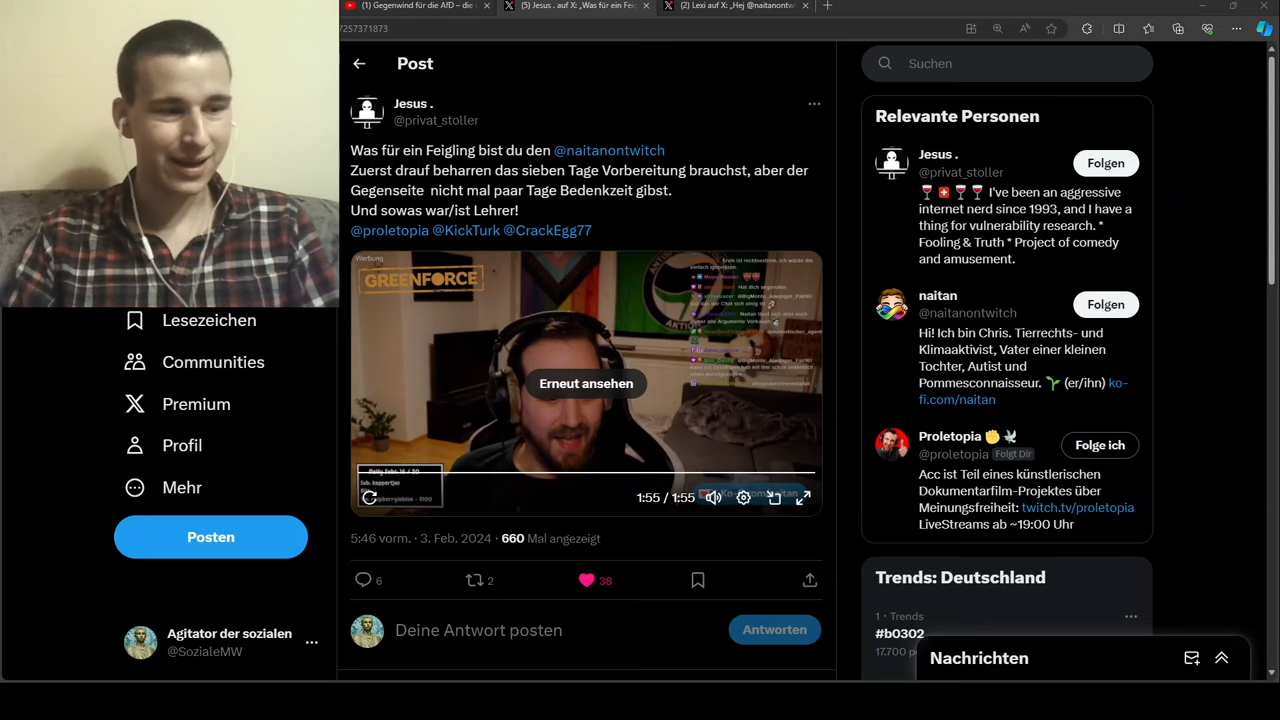 (1) Gegenwind für die AfD – die
(5) Jesus . auf X: „Was für ein Feig
(2) Lexi auf X: „Hej @naitanontw
7257371873
Post
Suchen
Jesus .
@privat_stoller
Was für ein Feigling bist du den @naitanontwitch
Zuerst drauf beharren das sieben Tage Vorbereitung brauchst, aber der
Gegenseite nicht mal paar Tage Bedenkzeit gibst.
Und sowas war/ist Lehrer!
@proletopia @KickTurk @CrackEgg77
Werbung
GREENFORCE
AKTION
Erneut ansehen
1:55 / 1:55
5:46 vorm. · 3. Feb. 2024 · 660 Mal angezeigt
6
2
38
Deine Antwort posten
Antworten
Lesezeichen
Communities
Premium
Profil
Mehr
Posten
Agitator der sozialen
@SozialeMW
Relevante Personen
Jesus .
@privat_stoller
Folgen
I've been an aggressive
internet nerd since 1993, and I have a
thing for vulnerability research. *
Fooling & Truth * Project of comedy
and amusement.
naitan
@naitanontwitch
Folgen
Hi! Ich bin Chris. Tierrechts- und
Klimaaktivist, Vater einer kleinen
Tochter, Autist und
Pommesconnaisseur. (er/ihn) ko-
fi.com/naitan
Proletopia
@proletopia Folgt Dir
Folge ich
Acc ist Teil eines künstlerischen
Dokumentarfilm-Projektes über
Meinungsfreiheit: twitch.tv/proletopia
LiveStreams ab ~19:00 Uhr
Trends: Deutschland
1 · Trends
#b0302
17.700
Nachrichten